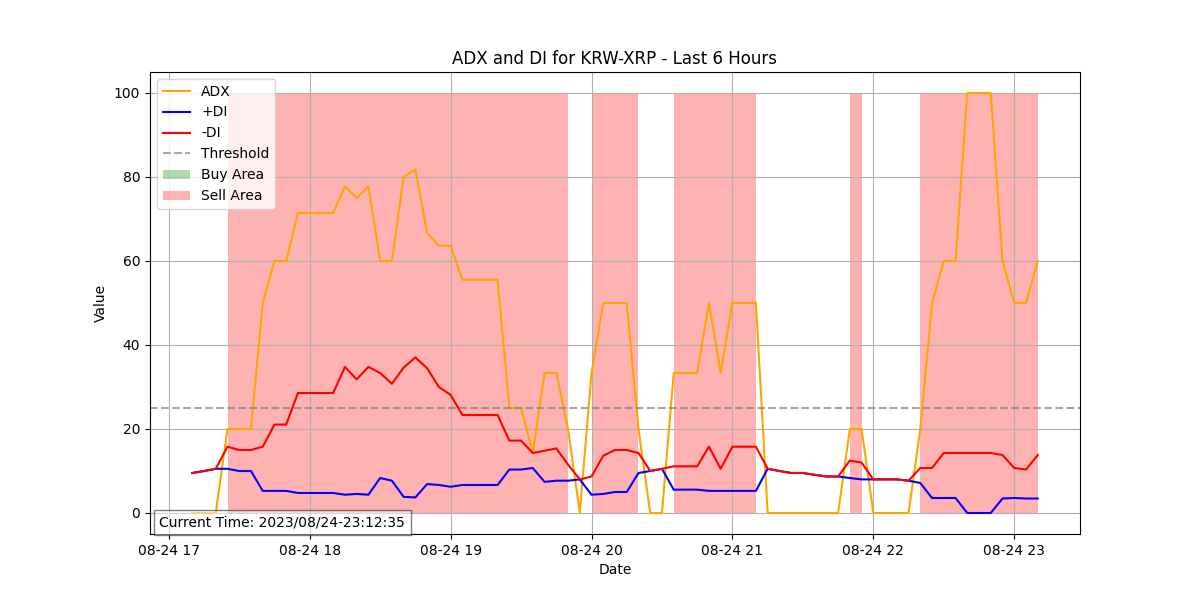 ADX and DI for KRW-XRP - Last 6 Hours
100
80
60
40
20
0
Value
ADX
+DI
-DI
Threshold
Buy Area
Sell Area
Current Time: 2023/08/24-23:12:35
08-24 17 08-24 18 08-24 19 08-24 20 08-24 21 08-24 22 08-24 23
Date